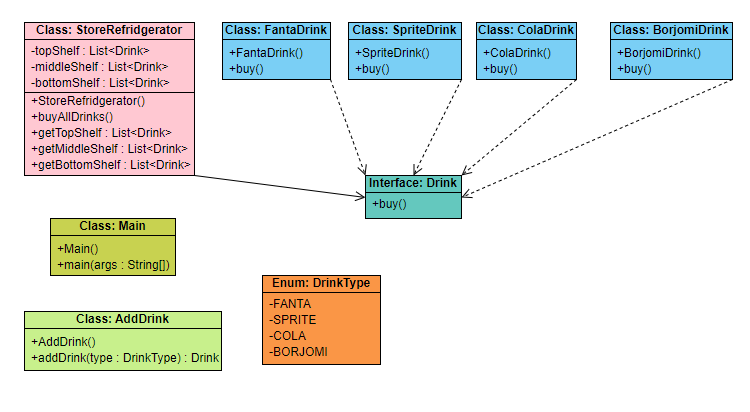 Class: StoreRefridgerator
-topShelf : List<Drink>
-middleShelf : List<Drink>
-bottomShelf : List<Drink>
+StoreRefridgerator()
+buyAllDrinks()
+getTopShelf : List<Drink>
+getMiddleShelf : List<Drink>
+getBottomShelf : List<Drink>
Class: FantaDrink
+FantaDrink()
+buy()
Class: SpriteDrink
+SpriteDrink()
+buy()
Class: ColaDrink
+ColaDrink()
+buy()
Class: BorjomiDrink
+BorjomiDrink()
+buy()
Interface: Drink
+buy()
Class: Main
+Main()
+main(args : String[])
Enum: DrinkType
-FANTA
-SPRITE
-COLA
-BORJOMI
Class: AddDrink
+AddDrink()
+addDrink(type : DrinkType) : Drink